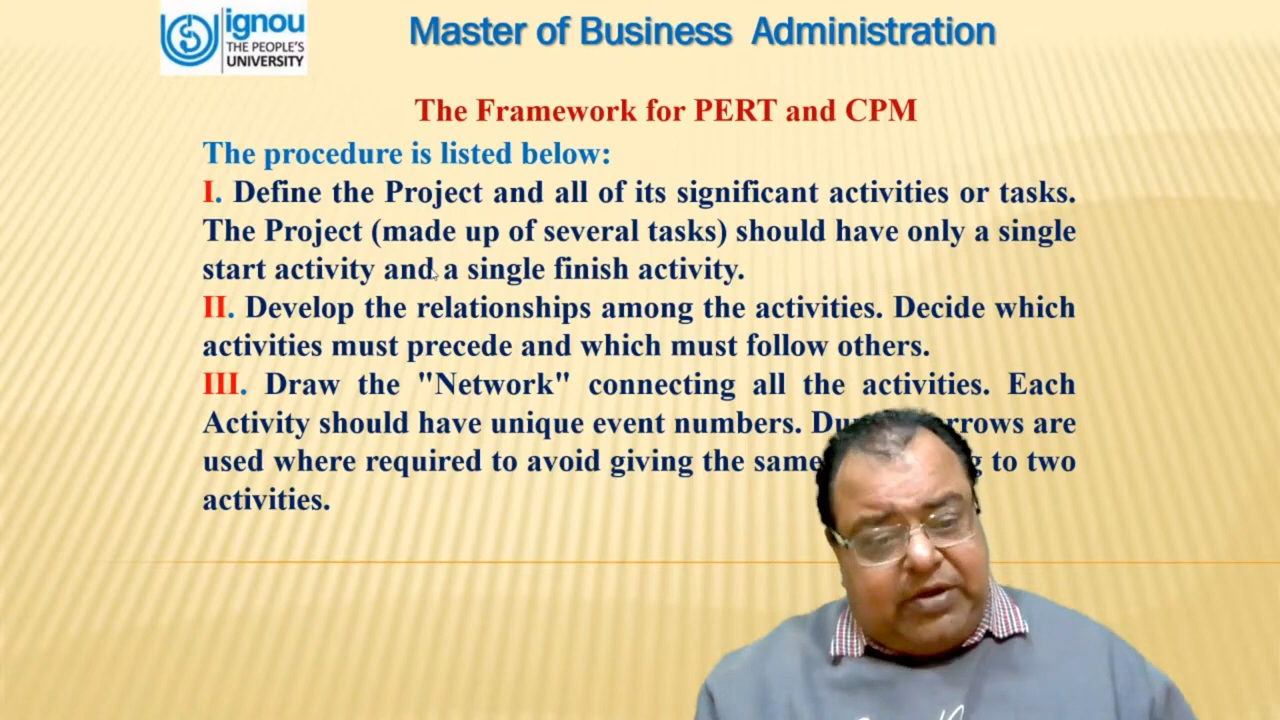 ignou
THE PEOPLE'S
UNIVERSITY
Master of Business Administration
The Framework for PERT and CPM
The procedure is listed below:
I. Define the Project and all of its significant activities or tasks.
The Project (made up of several tasks) should have only a single
start activity and a single finish activity.
II. Develop the relationships among the activities. Decide which
activities must precede and which must follow others.
III. Draw the "Network" connecting all the activities. Each
Activity should have unique event numbers. are
used where required to avoid giving the same to two
activities.